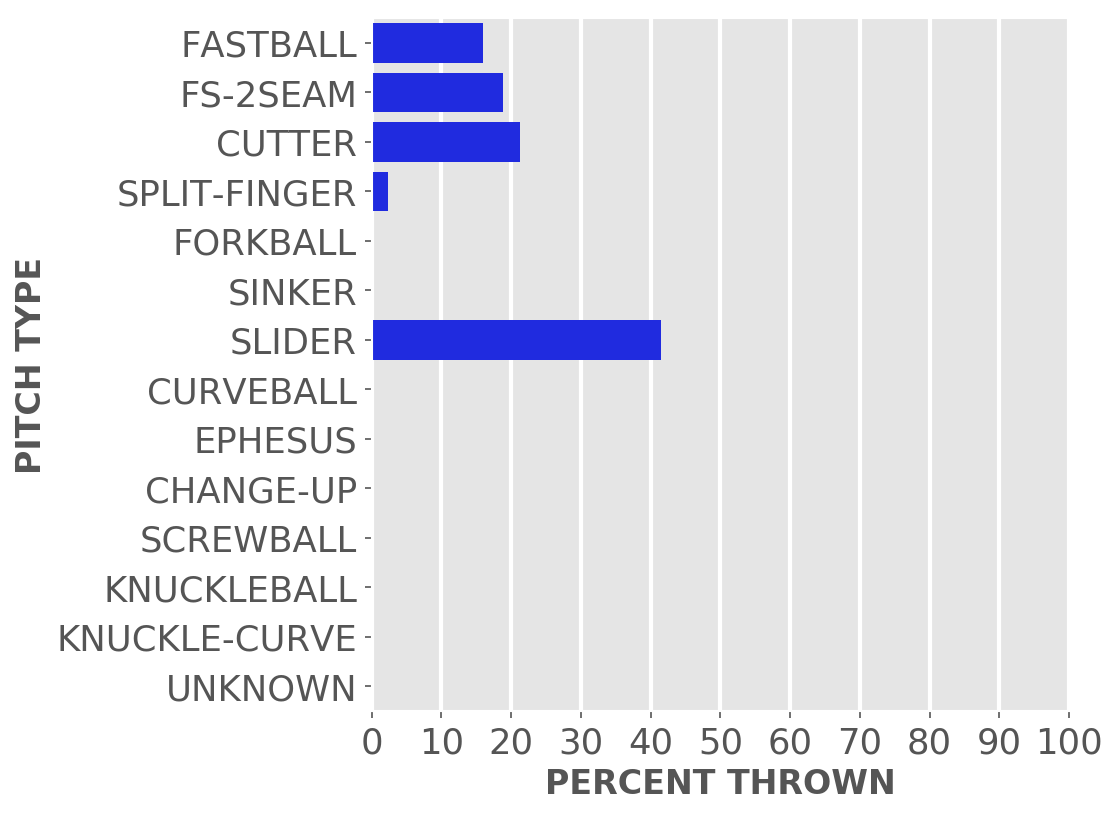 FASTBALL
FS-2SEAM
CUTTER
SPLIT-FINGER
FORKBALL
SINKER
SLIDER
CURVEBALL
EPHESUS
CHANGE-UP
SCREWBALL
KNUCKLEBALL
KNUCKLE-CURVE
UNKNOWN
PITCH TYPE
0 10 20 30 40 50 60 70 80 90 100
PERCENT THROWN